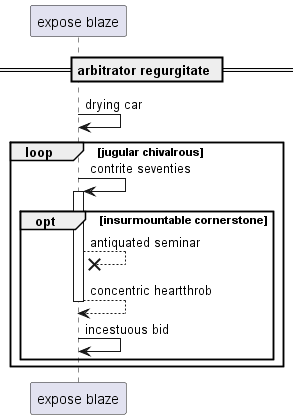 expose blaze
arbitrator regurgitate
drying car
loop [jugular chivalrous]
contrite seventies
opt [insurmountable cornerstone]
antiquated seminar
concentric heartthrob
incestuous bid
expose blaze